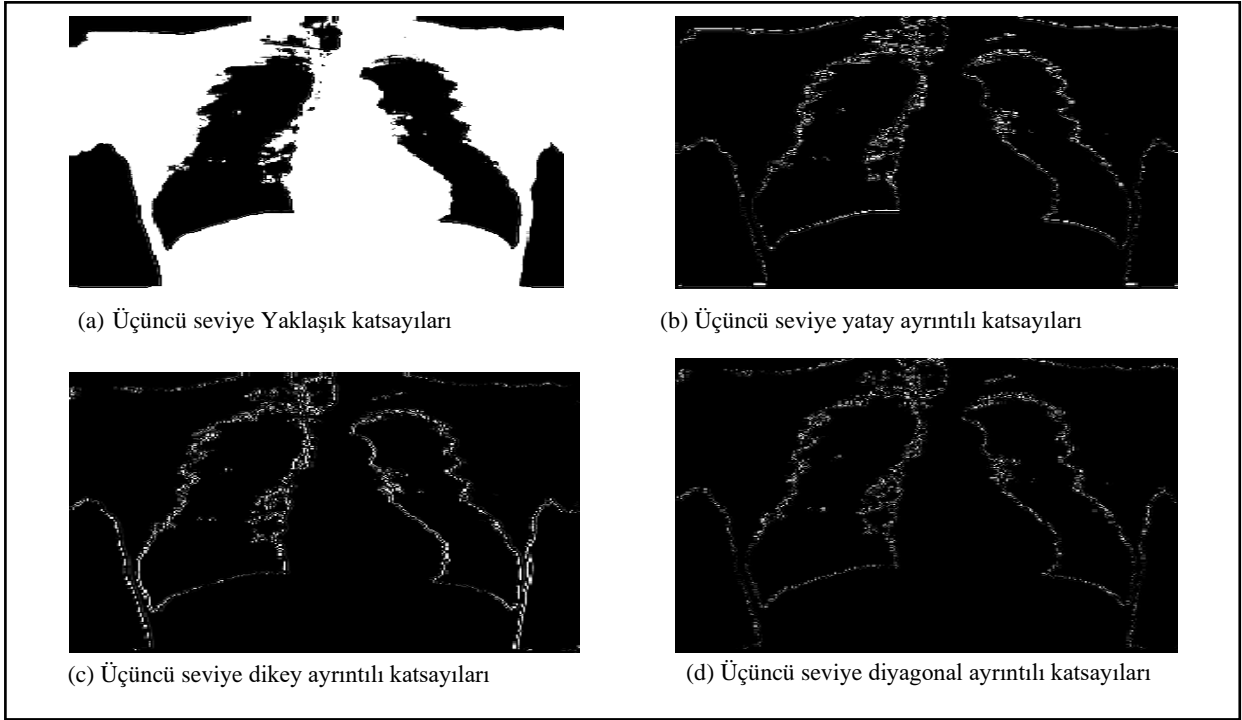 (a) Üçüncü seviye Yaklaşık katsayıları
(b) Üçüncü seviye yatay ayrıntılı katsayıları
(c) Üçüncü seviye dikey ayrıntılı katsayıları
(d) Üçüncü seviye diyagonal ayrıntılı katsayıları